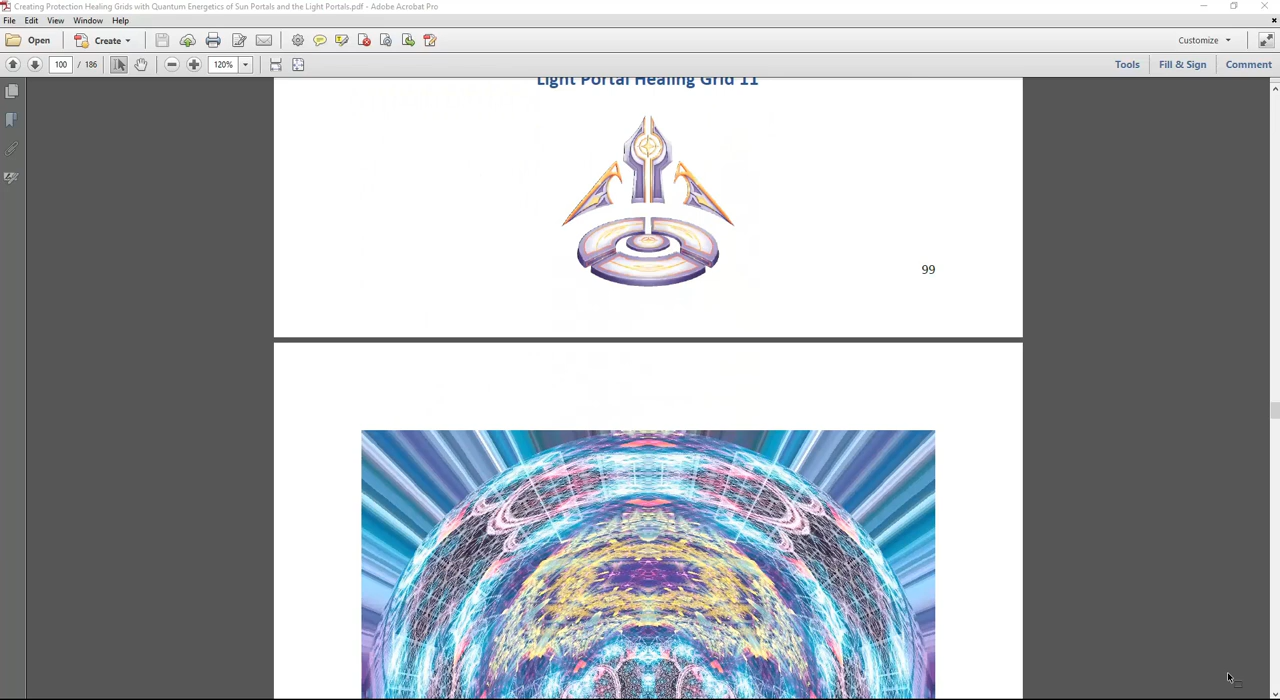 Creating Protection Healing Grids with Quantum Energetics of Sun Portals and the Light Portals.pdf - Adobe Acrobat Pro
File Edit View Window Help
Open Create Customize
100 / 186 120% Tools Fill & Sign Comment
Light Portal Healing Grid 11
99